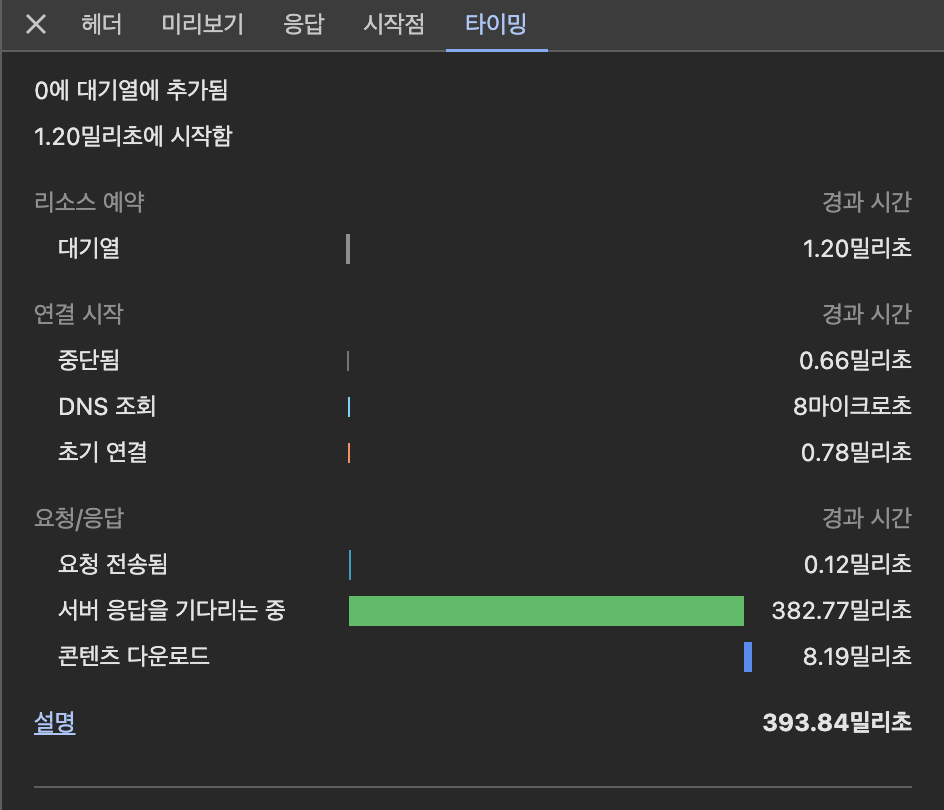 헤더 미리보기 응답 시작점 타이밍
0에 대기열에 추가됨
1.20밀리초에 시작함
리소스 예약 경과 시간
대기열 1.20밀리초
연결 시작 경과 시간
중단됨 0.66밀리초
DNS 조회 8마이크로초
초기 연결 0.78밀리초
요청/응답 경과 시간
요청 전송됨 0.12밀리초
서버 응답을 기다리는 중 382.77밀리초
콘텐츠 다운로드 8.19밀리초
설명 393.84밀리초